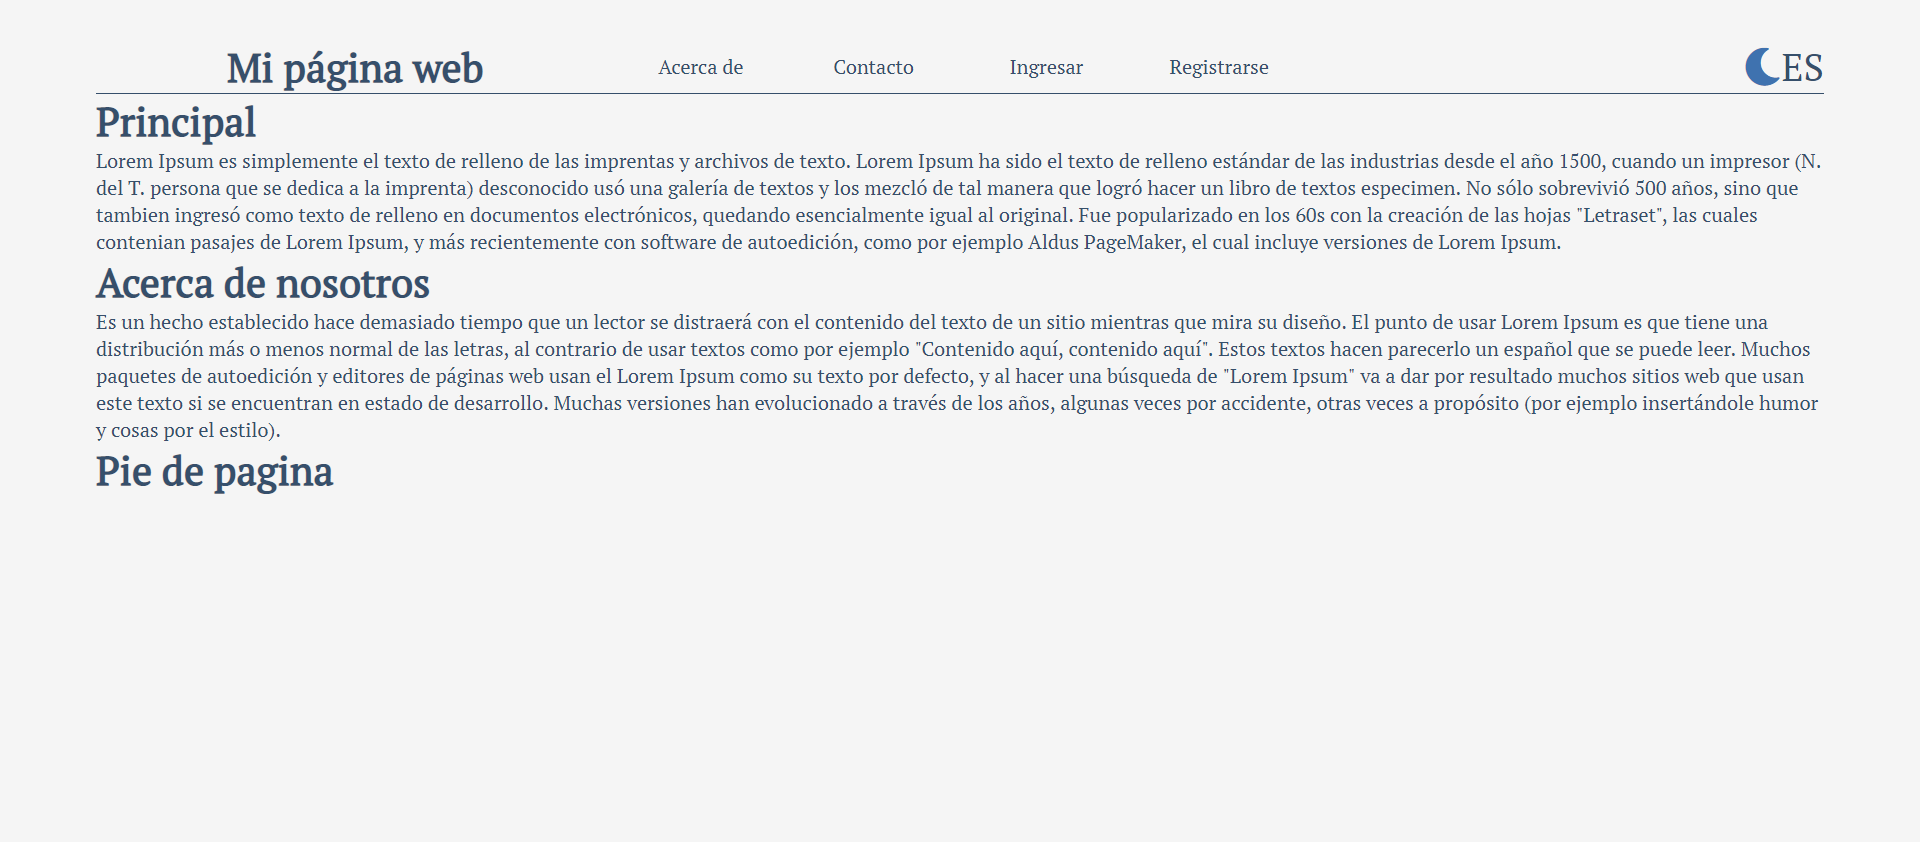 Mi página web
Acerca de
Contacto
Ingresar
Registrarse
ES
Principal
Lorem Ipsum es simplemente el texto de relleno de las imprentas y archivos de texto. Lorem Ipsum ha sido el texto de relleno estándar de las industrias desde el año 1500, cuando un impresor (N.
del T. persona que se dedica a la imprenta) desconocido usó una galería de textos y los mezcló de tal manera que logró hacer un libro de textos especimen. No sólo sobrevivió 500 años, sino que
tambien ingresó como texto de relleno en documentos electrónicos, quedando esencialmente igual al original. Fue popularizado en los 60s con la creación de las hojas "Letraset", las cuales
contenian pasajes de Lorem Ipsum, y más recientemente con software de autoedición, como por ejemplo Aldus PageMaker, el cual incluye versiones de Lorem Ipsum.
Acerca de nosotros
Es un hecho establecido hace demasiado tiempo que un lector se distraerá con el contenido del texto de un sitio mientras que mira su diseño. El punto de usar Lorem Ipsum es que tiene una
distribución más o menos normal de las letras, al contrario de usar textos como por ejemplo "Contenido aquí, contenido aquí". Estos textos hacen parecerlo un español que se puede leer. Muchos
paquetes de autoedición y editores de páginas web usan el Lorem Ipsum como su texto por defecto, y al hacer una búsqueda de "Lorem Ipsum" va a dar por resultado muchos sitios web que usan
este texto si se encuentran en estado de desarrollo. Muchas versiones han evolucionado a través de los años, algunas veces por accidente, otras veces a propósito (por ejemplo insertándole humor
y cosas por el estilo).
Pie de pagina